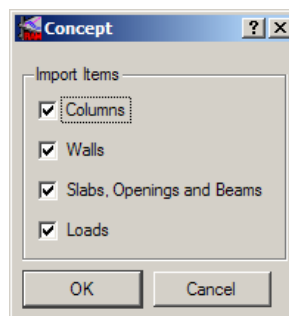 Concept
Import Items
Columns
Walls
Slabs, Openings and Beams
Loads
OK Cancel